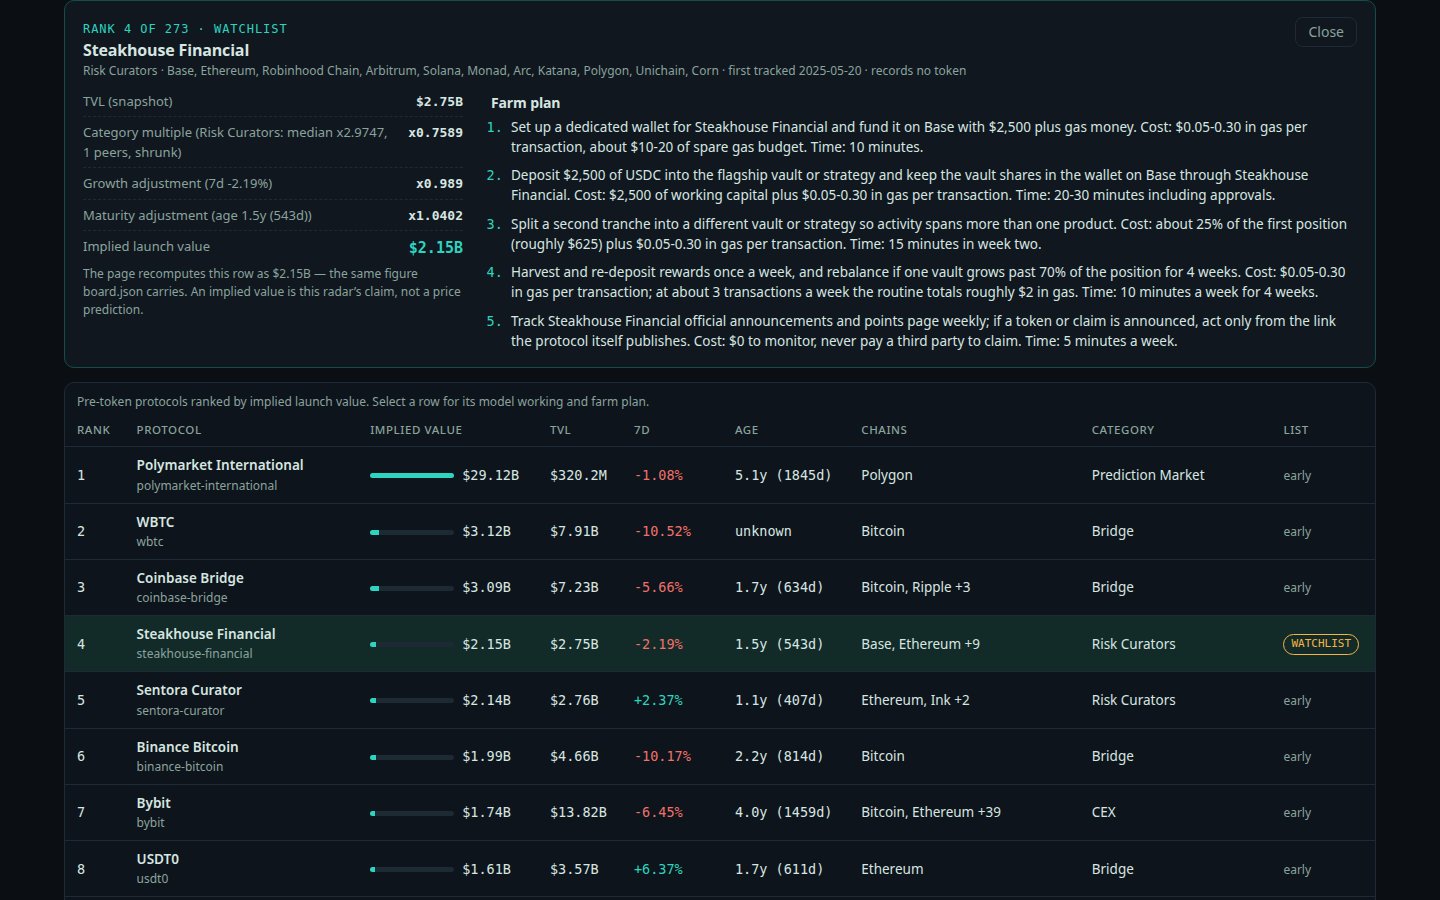 RANK 4 OF 273 · WATCHLIST
Close
Steakhouse Financial
Risk Curators · Base, Ethereum, Robinhood Chain, Arbitrum, Solana, Monad, Arc, Katana, Polygon, Unichain, Corn · first tracked 2025-05-20 · records no token
TVL (snapshot) $2.75B
Category multiple (Risk Curators: median x2.9747, x0.7589
1 peers, shrunk)
Growth adjustment (7d -2.19%) x0.989
Maturity adjustment (age 1.5y (543d)) x1.0402
Implied launch value $2.15B
The page recomputes this row as $2.15B — the same figure
board.json carries. An implied value is this radar’s claim, not a price
prediction.
Farm plan
1. Set up a dedicated wallet for Steakhouse Financial and fund it on Base with $2,500 plus gas money. Cost: $0.05-0.30 in gas per
transaction, about $10-20 of spare gas budget. Time: 10 minutes.
2. Deposit $2,500 of USDC into the flagship vault or strategy and keep the vault shares in the wallet on Base through Steakhouse
Financial. Cost: $2,500 of working capital plus $0.05-0.30 in gas per transaction. Time: 20-30 minutes including approvals.
3. Split a second tranche into a different vault or strategy so activity spans more than one product. Cost: about 25% of the first position
(roughly $625) plus $0.05-0.30 in gas per transaction. Time: 15 minutes in week two.
4. Harvest and re-deposit rewards once a week, and rebalance if one vault grows past 70% of the position for 4 weeks. Cost: $0.05-0.30
in gas per transaction; at about 3 transactions a week the routine totals roughly $2 in gas. Time: 10 minutes a week for 4 weeks.
5. Track Steakhouse Financial official announcements and points page weekly; if a token or claim is announced, act only from the link
the protocol itself publishes. Cost: $0 to monitor, never pay a third party to claim. Time: 5 minutes a week.
Pre-token protocols ranked by implied launch value. Select a row for its model working and farm plan.
RANK PROTOCOL IMPLIED VALUE TVL 7D AGE CHAINS CATEGORY LIST
1 Polymarket International $29.12B $320.2M -1.08% 5.1y (1845d) Polygon Prediction Market early
polymarket-international
2 WBTC $3.12B $7.91B -10.52% unknown Bitcoin Bridge early
wbtc
3 Coinbase Bridge $3.09B $7.23B -5.66% 1.7y (634d) Bitcoin, Ripple +3 Bridge early
coinbase-bridge
4 Steakhouse Financial $2.15B $2.75B -2.19% 1.5y (543d) Base, Ethereum +9 Risk Curators WATCHLIST
steakhouse-financial
5 Sentora Curator $2.14B $2.76B +2.37% 1.1y (407d) Ethereum, Ink +2 Risk Curators early
sentora-curator
6 Binance Bitcoin $1.99B $4.66B -10.17% 2.2y (814d) Bitcoin Bridge early
binance-bitcoin
7 Bybit $1.74B $13.82B -6.45% 4.0y (1459d) Bitcoin, Ethereum +39 CEX early
bybit
8 USDT0 $1.61B $3.57B +6.37% 1.7y (611d) Ethereum Bridge early
usdt0